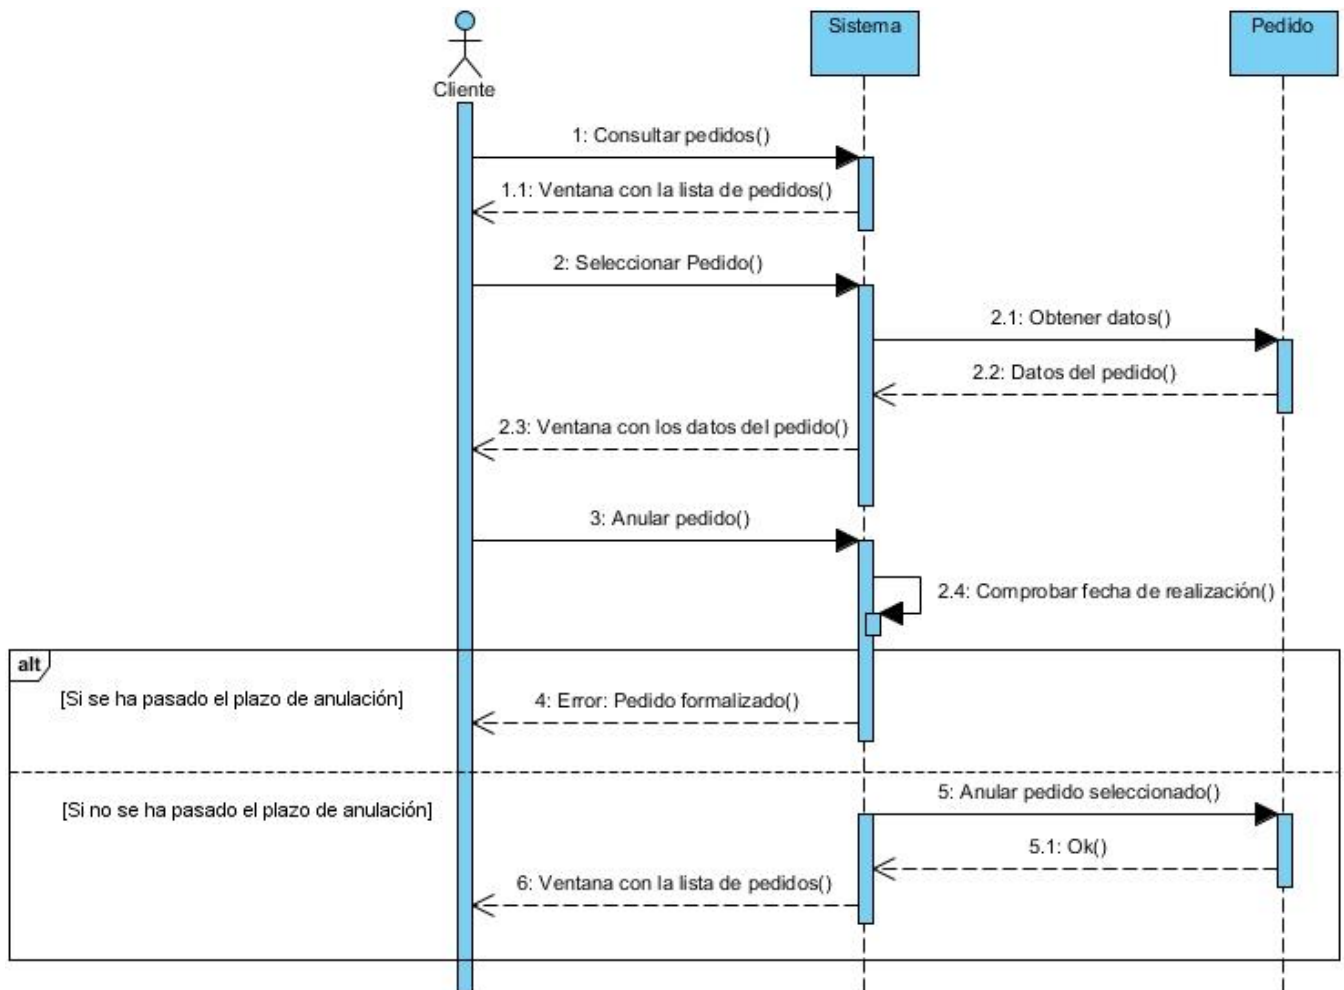 Sistema
Pedido
Cliente
1: Consultar pedidos()
1.1: Ventana con la lista de pedidos()
2: Seleccionar Pedido()
2.1: Obtener datos()
2.2: Datos del pedido()
2.3: Ventana con los datos del pedido()
3: Anular pedido()
2.4: Comprobar fecha de realización()
alt
[Si se ha pasado el plazo de anulación]
4: Error: Pedido formalizado()
[Si no se ha pasado el plazo de anulación]
5: Anular pedido seleccionado()
5.1: Ok()
6: Ventana con la lista de pedidos()